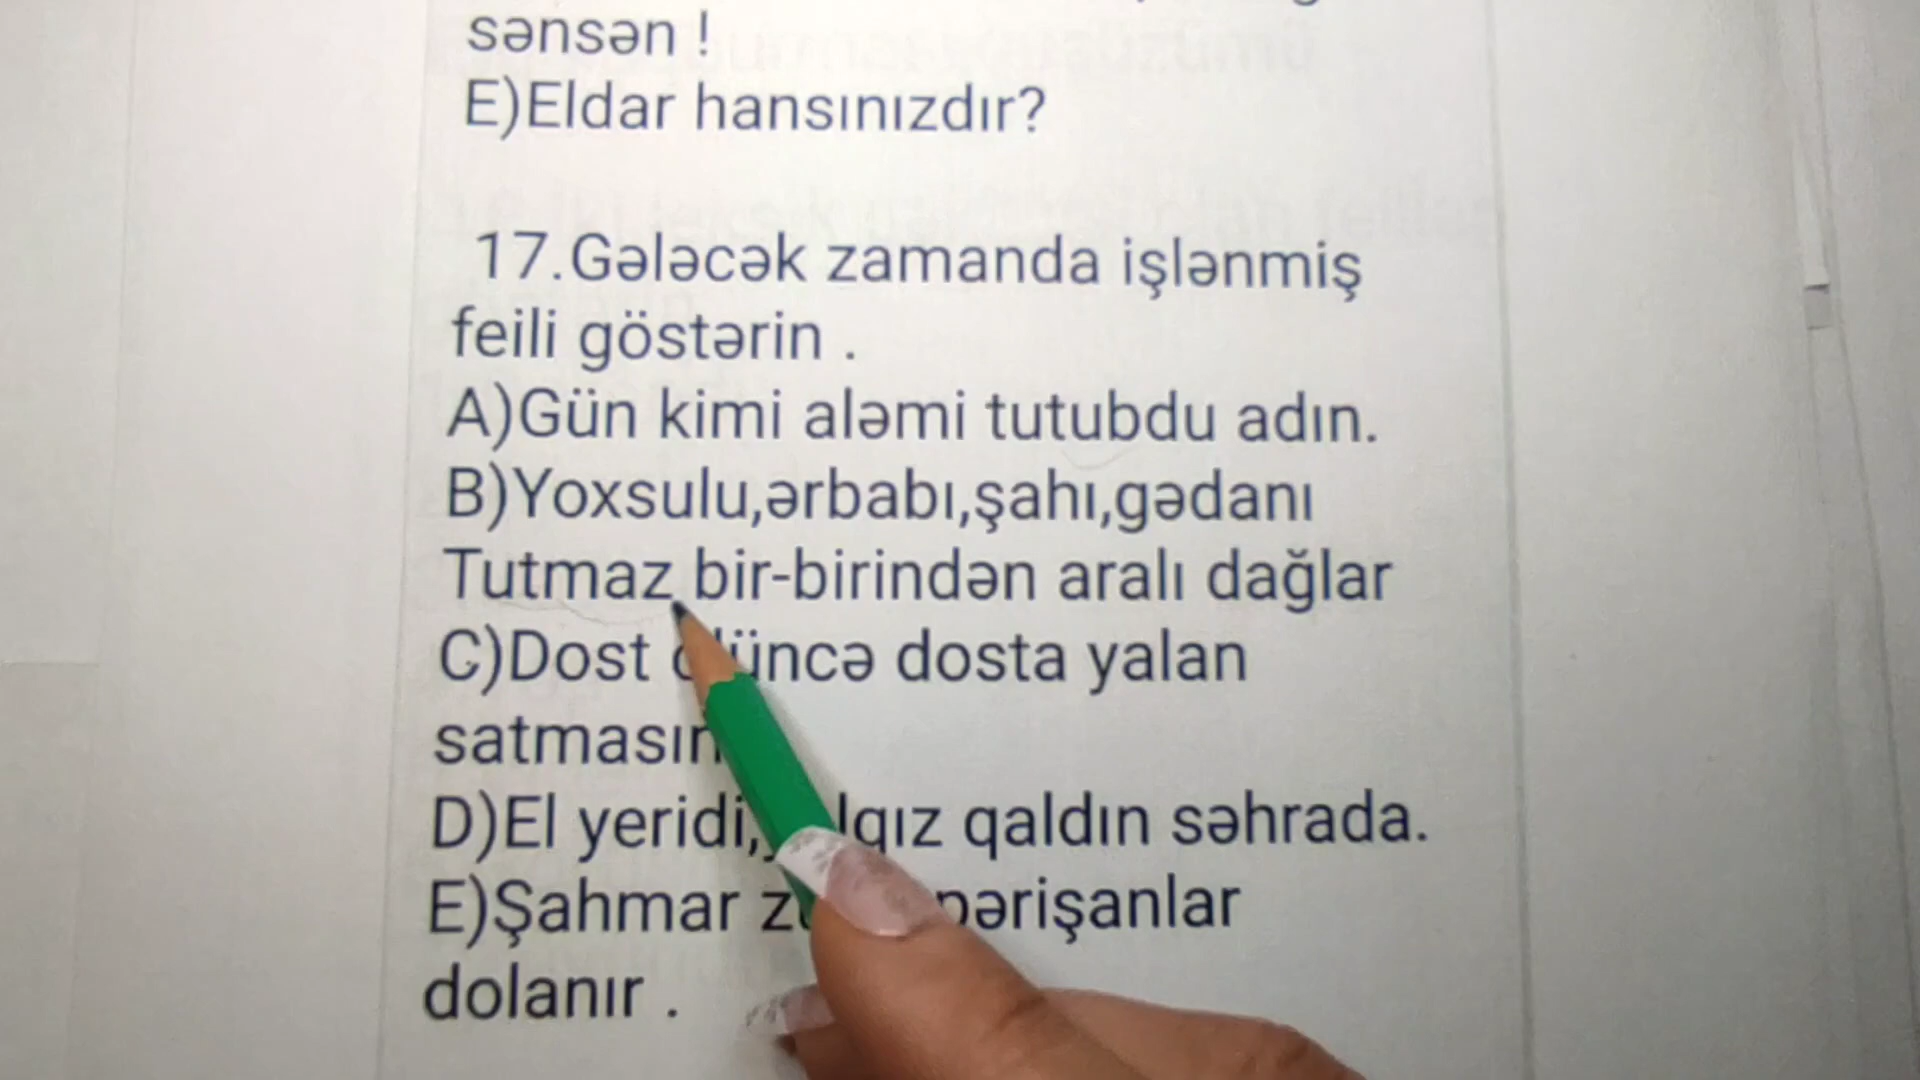 sənsən !
E)Eldar hansınızdır?
17.Gələcək zamanda işlənmiş
feili göstərin .
A)Gün kimi aləmi tutubdu adın.
B)Yoxsulu,ərbabı,şahı,gədanı
Tutmaz bir-birindən aralı dağlar
C)Dost dosta yalan
satmasın
D)El yeridi, qaldın səhrada.
E)Şahmar pərişanlar
dolanır .